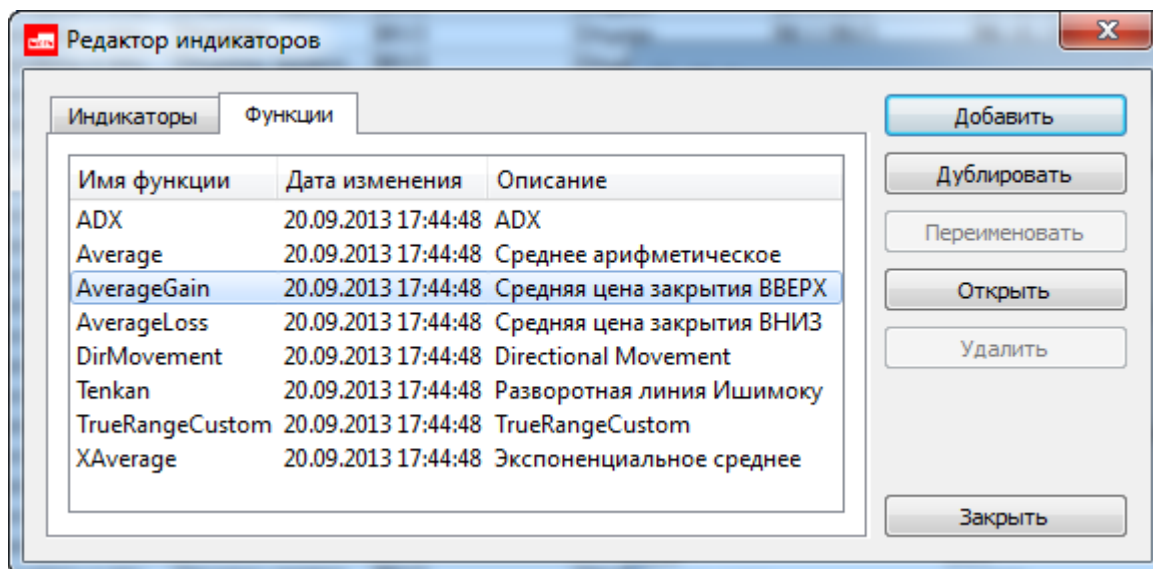 Редактор индикаторов
Индикаторы Функции
Имя функции Дата изменения Описание
ADX 20.09.2013 17:44:48 ADX
Average 20.09.2013 17:44:48 Среднее арифметическое
AverageGain 20.09.2013 17:44:48 Средняя цена закрытия ВВЕРХ
AverageLoss 20.09.2013 17:44:48 Средняя цена закрытия ВНИЗ
DirMovement 20.09.2013 17:44:48 Directional Movement
Tenkan 20.09.2013 17:44:48 Разворотная линия Ишимоку
TrueRangeCustom 20.09.2013 17:44:48 TrueRangeCustom
XAverage 20.09.2013 17:44:48 Экспоненциальное среднее
Добавить
Дублировать
Переименовать
Открыть
Удалить
Закрыть